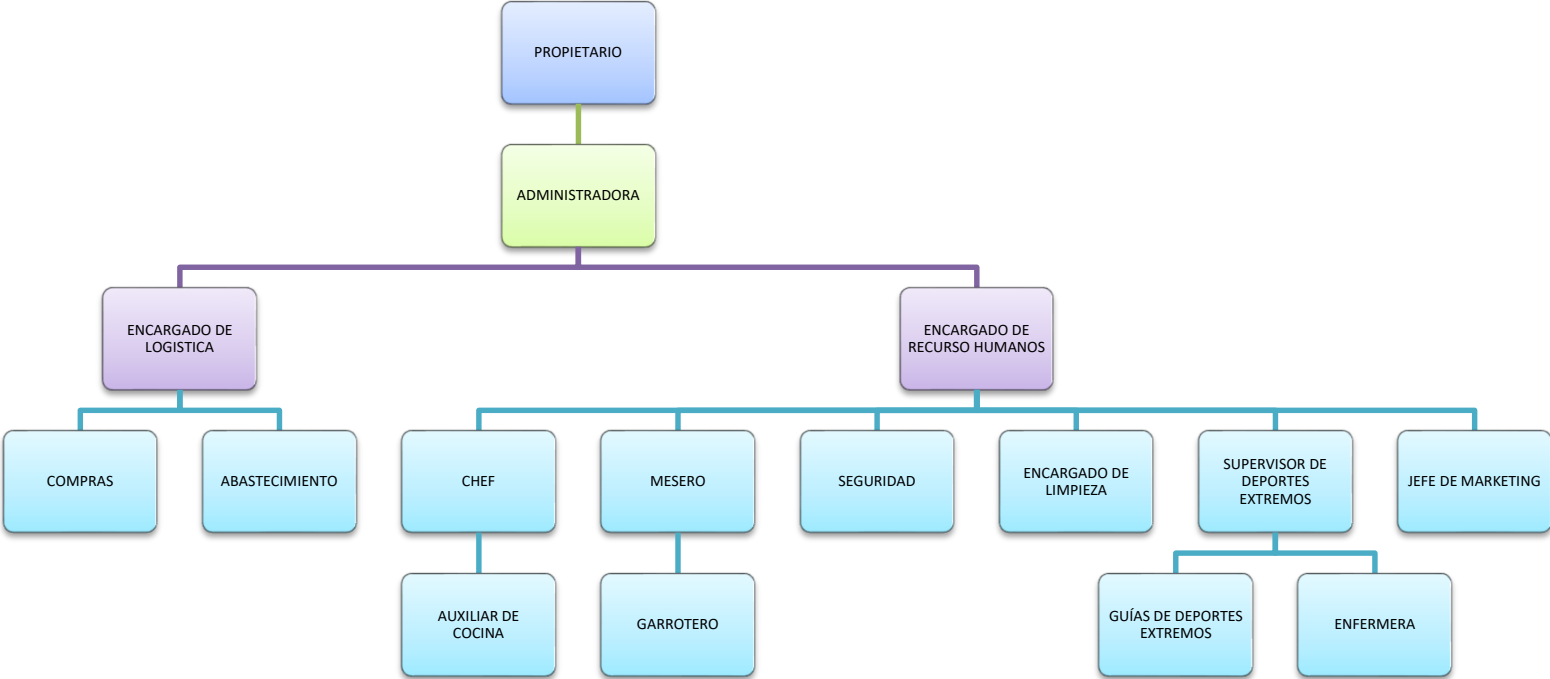 PROPIETARIO
ADMINISTRADORA
ENCARGADO DE
LOGISTICA
ENCARGADO DE
RECURSO HUMANOS
COMPRAS
ABASTECIMIENTO
CHEF
MESERO
SEGURIDAD
ENCARGADO DE
LIMPIEZA
SUPERVISOR DE
DEPORTES
EXTREMOS
JEFE DE MARKETING
AUXILIAR DE
COCINA
GARROTERO
GUÍAS DE DEPORTES
EXTREMOS
ENFERMERA